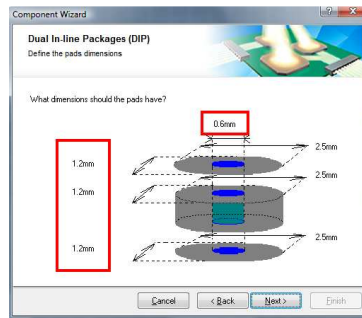 Component Wizard
Dual In-line Packages (DIP)
Define the pads dimensions
What dimensions should the pads have?
0.6mm
2.5mm
1.2mm
2.5mm
1.2mm
2.5mm
1.2mm
Cancel
< Back
Next >
Finish